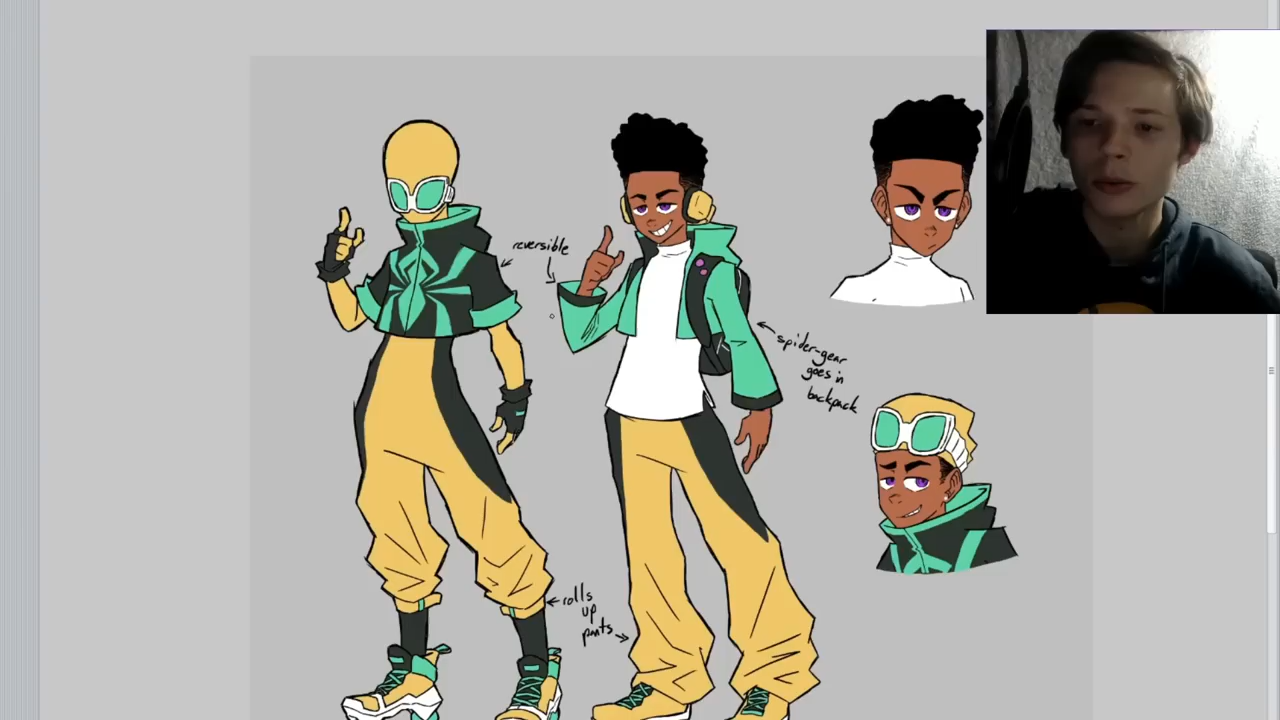 reversible
spider-gear
goes in
backpack
rolls
up
pants